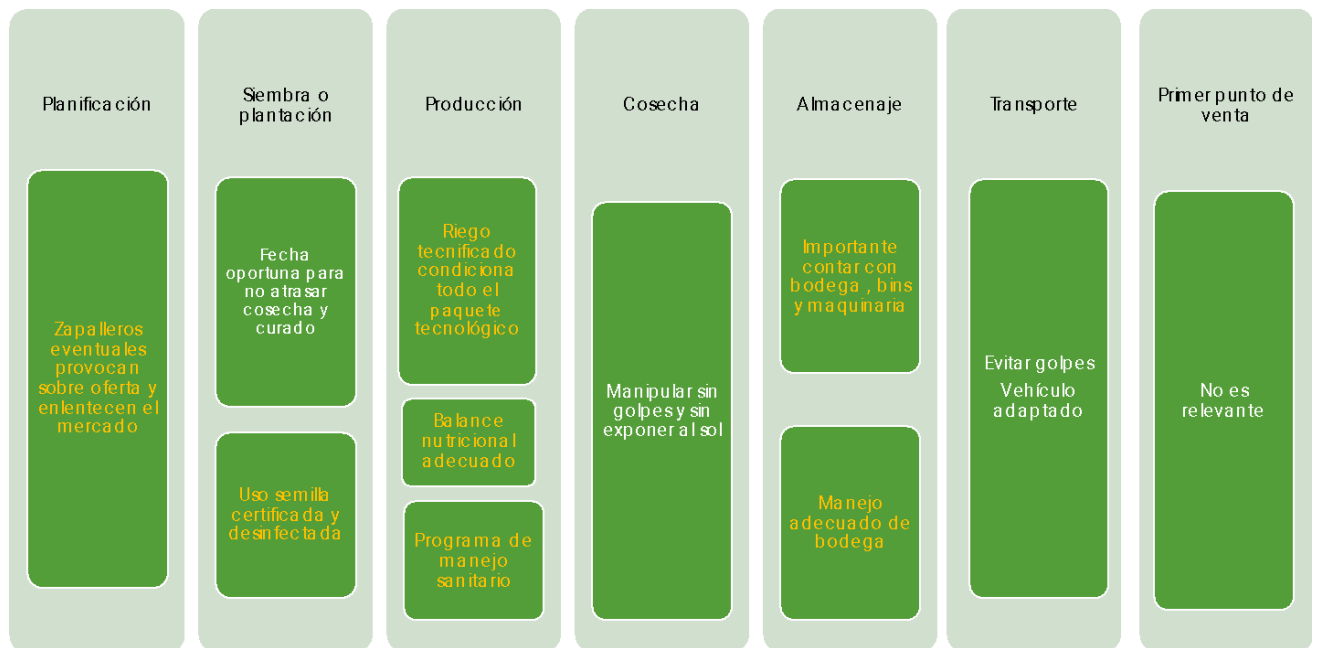 Planificación
Zapalleros
eventuales
provocan
sobre oferta y
enlentecen el
mercado
Siembra o
plantación
Fecha
oportuna para
no atrasar
cosecha y
curado
Uso semilla
certificada y
desinfectada
Producción
Riego
tecnificado
condiciona
todo el
paquete
tecnológico
Balance
nutricional
adecuado
Programa de
manejo
sanitario
Cosecha
Manipular sin
golpes y sin
exponer al sol
Almacenaje
Importante
contar con
bodega , bins
y maquinaria
Manejo
adecuado de
bodega
Transporte
Evitar golpes
Vehículo
adaptado
Primer punto de
venta
No es
relevante